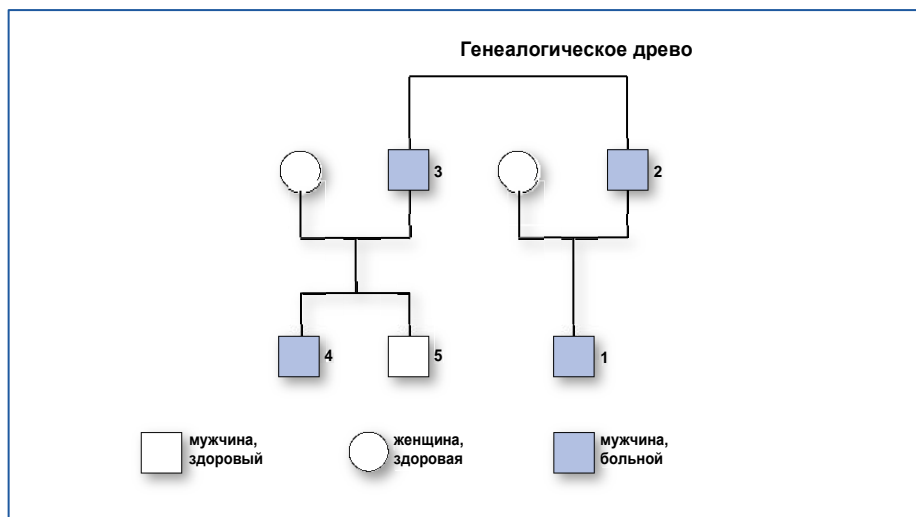 Генеалогическое древо
3
2
4
5
1
мужчина,
здоровый
женщина,
здоровая
мужчина,
больной